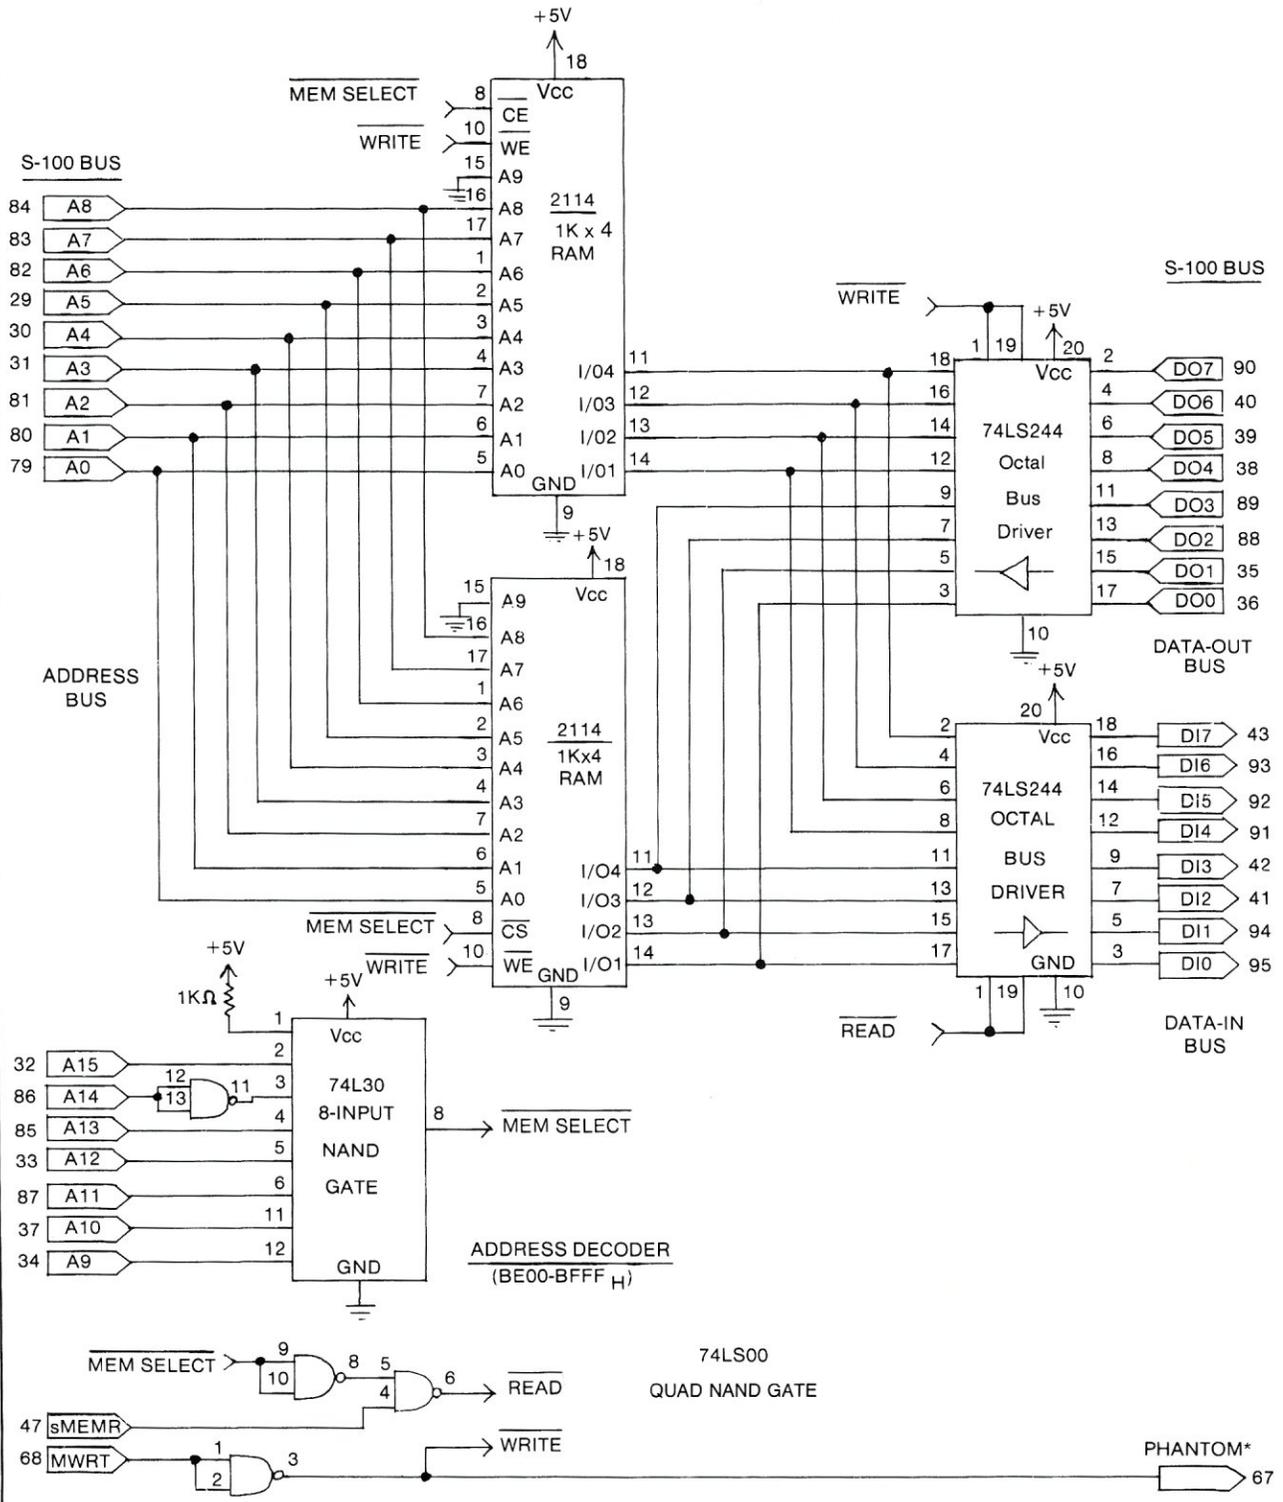 +5V
18
Vcc
MEM SELECT
8
CE
WRITE
10
WE
15
A9
S-100 BUS
84 A8
16
A8
83 A7
17
A7
82 A6
1
A6
29 A5
2
A5
30 A4
3
A4
31 A3
4
A3
81 A2
7
A2
80 A1
6
A1
79 A0
5
A0
2114
1K x 4
RAM
I/04 11
I/03 12
I/02 13
I/01 14
GND
9
WRITE
1 19
+5V
20
Vcc
S-100 BUS
18
16
14
12
9
7
5
3
74LS244
Octal
Bus
Driver
10
2 DO7 90
4 DO6 40
6 DO5 39
8 DO4 38
11 DO3 89
13 DO2 88
15 DO1 35
17 DO0 36
DATA-OUT
BUS
ADDRESS
BUS
+5V
18
Vcc
15 A9
16 A8
17 A7
1 A6
2 A5
3 A4
4 A3
7 A2
6 A1
5 A0
MEM SELECT
8 CS
WRITE
10 WE
2114
1Kx4
RAM
I/O4 11
I/O3 12
I/O2 13
I/O1 14
GND
9
+5V
20
Vcc
2
4
6
8
11
13
15
17
74LS244
OCTAL
BUS
DRIVER
GND
1 19
10
READ
18 DI7 43
16 DI6 93
14 DI5 92
12 DI4 91
9 DI3 42
7 DI2 41
5 DI1 94
3 DI0 95
DATA-IN
BUS
+5V
1KΩ
+5V
1
Vcc
32 A15 2
86 A14 12 13 11 3
85 A13 4
33 A12 5
87 A11 6
37 A10 11
34 A9 12
74L30
8-INPUT
NAND
GATE
GND
8
MEM SELECT
ADDRESS DECODER
(BE00-BFFF H)
MEM SELECT
9
10
8
5
4
6
READ
47 sMEMR
68 MWRT
1
2
3
WRITE
74LS00
QUAD NAND GATE
PHANTOM*
67